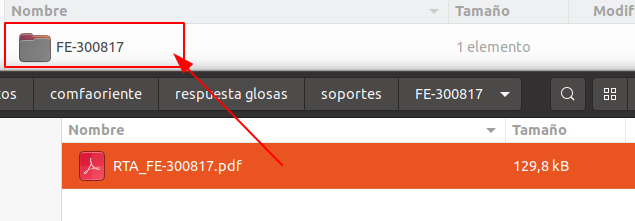 Nombre Tamaño Modif
FE-300817 1 elemento
tos comfaoriente respuesta glosas soportes FE-300817
Nombre Tamaño
RTA_FE-300817.pdf 129,8 kB